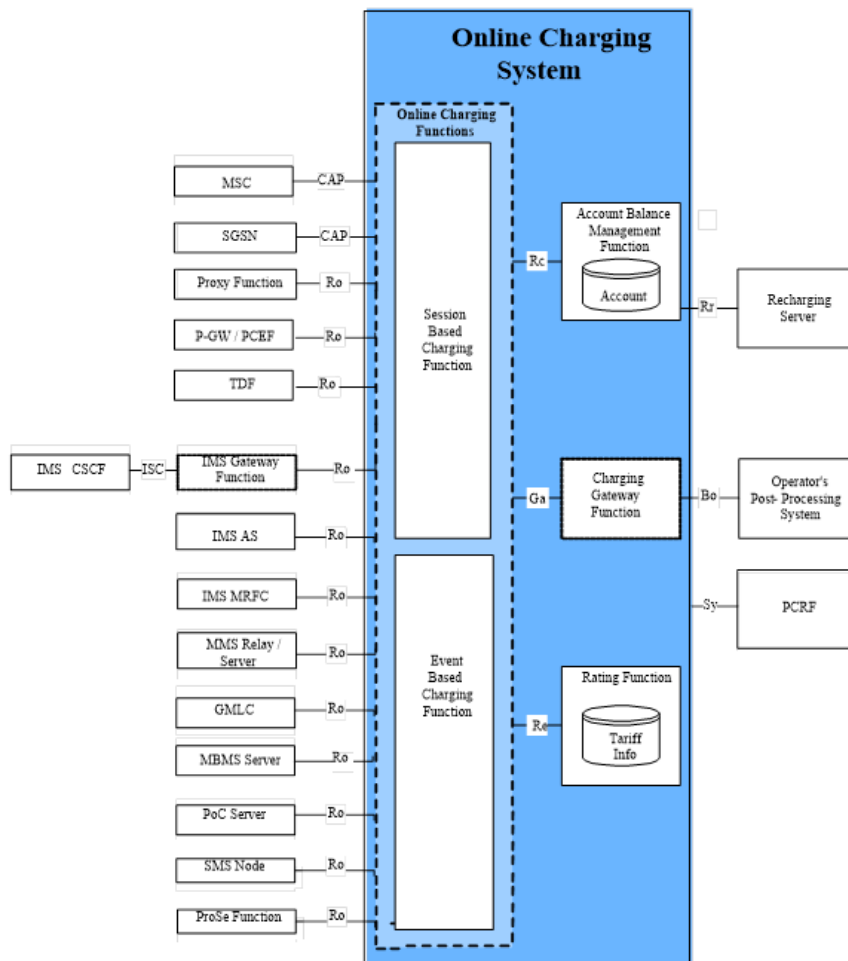 Online Charging
System
Online Charging
Functions
MSC
CAP
SGSN
CAP
Proxy Function
Ro
P-GW / PCEF
Ro
TDF
Ro
IMS CSCF
ISC
IMS Gateway
Function
Ro
IMS AS
Ro
IMS MRFC
Ro
MMS Relay /
Server
Ro
GMLC
Ro
MBMS Server
Ro
PoC Server
Ro
SMS Node
Ro
ProSe Function
Ro
Session
Based
Charging
Function
Event
Based
Charging
Function
Rc
Account Balance
Management
Function
Account
Rr
Recharging
Server
Ga
Charging
Gateway
Function
Bo
Operator's
Post- Processing
System
Sy
PCRF
Re
Rating Function
Tariff
Info